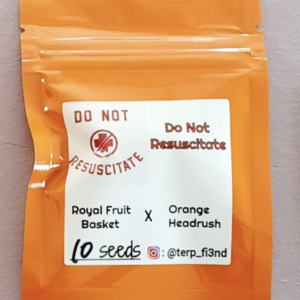 DO NOT
RESUSCITATE
Do Not
Resuscitate
Royal Fruit
Basket
X
Orange
Headrush
10 seeds : @terp_fi3nd